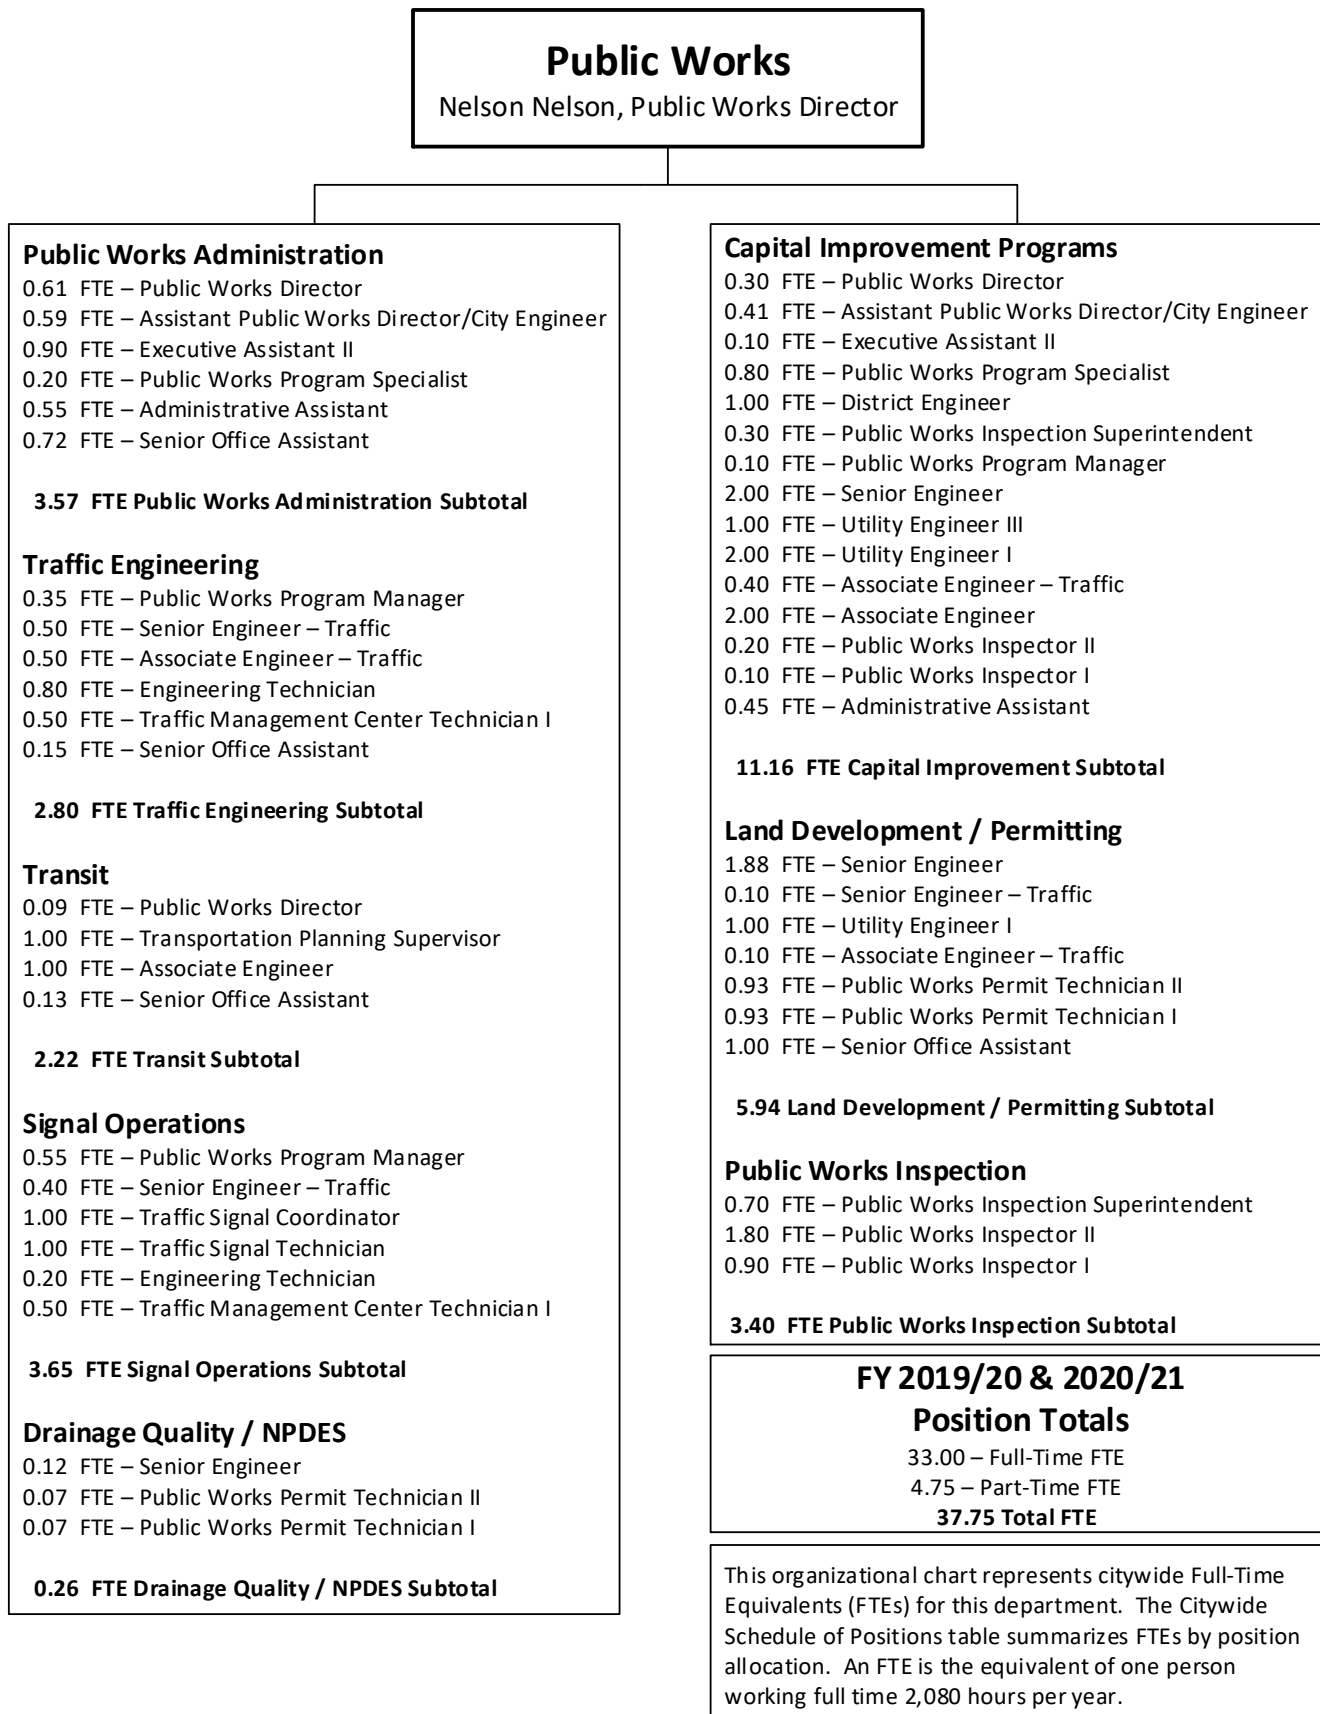 Public Works
Nelson Nelson, Public Works Director
Public Works Administration
0.61 FTE – Public Works Director
0.59 FTE – Assistant Public Works Director/City Engineer
0.90 FTE – Executive Assistant II
0.20 FTE – Public Works Program Specialist
0.55 FTE – Administrative Assistant
0.72 FTE – Senior Office Assistant
3.57 FTE Public Works Administration Subtotal
Traffic Engineering
0.35 FTE – Public Works Program Manager
0.50 FTE – Senior Engineer – Traffic
0.50 FTE – Associate Engineer – Traffic
0.80 FTE – Engineering Technician
0.50 FTE – Traffic Management Center Technician I
0.15 FTE – Senior Office Assistant
2.80 FTE Traffic Engineering Subtotal
Transit
0.09 FTE – Public Works Director
1.00 FTE – Transportation Planning Supervisor
1.00 FTE – Associate Engineer
0.13 FTE – Senior Office Assistant
2.22 FTE Transit Subtotal
Signal Operations
0.55 FTE – Public Works Program Manager
0.40 FTE – Senior Engineer – Traffic
1.00 FTE – Traffic Signal Coordinator
1.00 FTE – Traffic Signal Technician
0.20 FTE – Engineering Technician
0.50 FTE – Traffic Management Center Technician I
3.65 FTE Signal Operations Subtotal
Drainage Quality / NPDES
0.12 FTE – Senior Engineer
0.07 FTE – Public Works Permit Technician II
0.07 FTE – Public Works Permit Technician I
0.26 FTE Drainage Quality / NPDES Subtotal
Capital Improvement Programs
0.30 FTE – Public Works Director
0.41 FTE – Assistant Public Works Director/City Engineer
0.10 FTE – Executive Assistant II
0.80 FTE – Public Works Program Specialist
1.00 FTE – District Engineer
0.30 FTE – Public Works Inspection Superintendent
0.10 FTE – Public Works Program Manager
2.00 FTE – Senior Engineer
1.00 FTE – Utility Engineer III
2.00 FTE – Utility Engineer I
0.40 FTE – Associate Engineer – Traffic
2.00 FTE – Associate Engineer
0.20 FTE – Public Works Inspector II
0.10 FTE – Public Works Inspector I
0.45 FTE – Administrative Assistant
11.16 FTE Capital Improvement Subtotal
Land Development / Permitting
1.88 FTE – Senior Engineer
0.10 FTE – Senior Engineer – Traffic
1.00 FTE – Utility Engineer I
0.10 FTE – Associate Engineer – Traffic
0.93 FTE – Public Works Permit Technician II
0.93 FTE – Public Works Permit Technician I
1.00 FTE – Senior Office Assistant
5.94 Land Development / Permitting Subtotal
Public Works Inspection
0.70 FTE – Public Works Inspection Superintendent
1.80 FTE – Public Works Inspector II
0.90 FTE – Public Works Inspector I
3.40 FTE Public Works Inspection Subtotal
FY 2019/20 & 2020/21
Position Totals
33.00 – Full-Time FTE
4.75 – Part-Time FTE
37.75 Total FTE
This organizational chart represents citywide Full-Time
Equivalents (FTEs) for this department. The Citywide
Schedule of Positions table summarizes FTEs by position
allocation. An FTE is the equivalent of one person
working full time 2,080 hours per year.